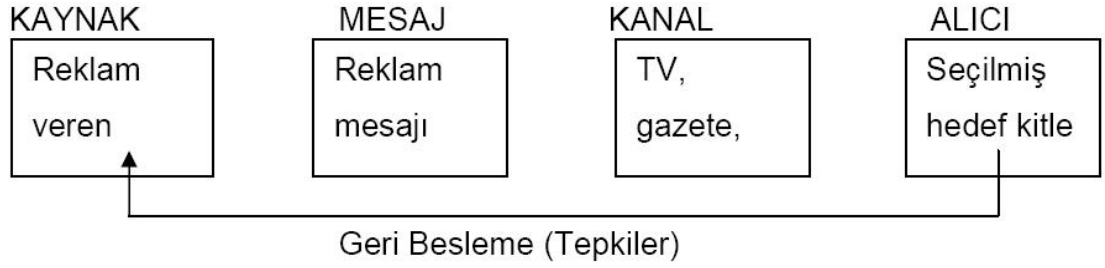 KAYNAK
Reklam
veren
MESAJ
Reklam
mesajı
KANAL
TV,
gazete,
ALICI
Seçilmiş
hedef kitle
Geri Besleme (Tepkiler)